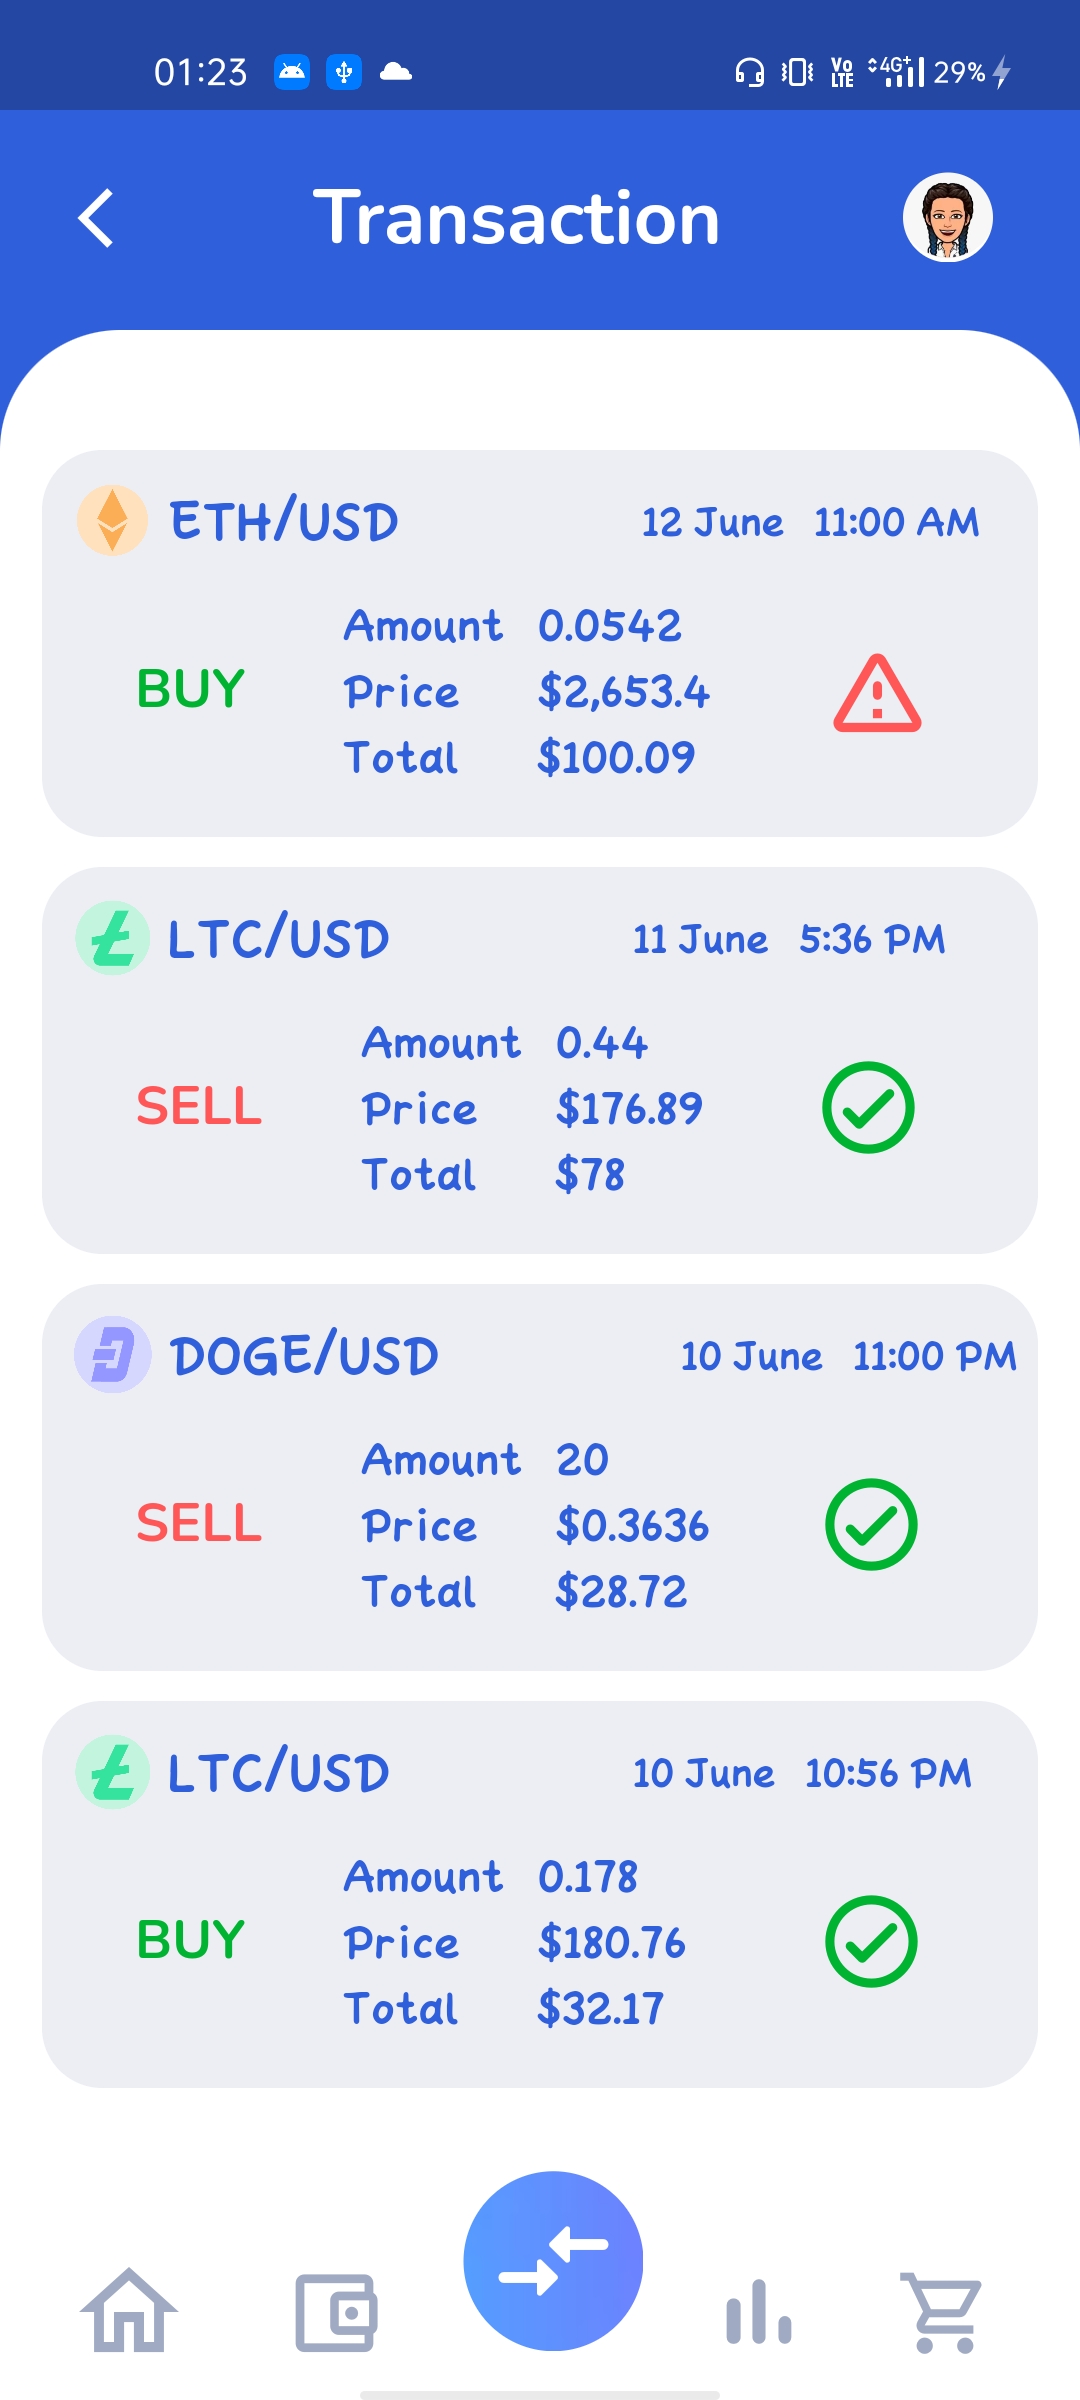 01:23 Vo LTE 4G+ 29%
Transaction
ETH/USD 12 June 11:00 AM
Amount 0.0542
BUY Price $2,653.4
Total $100.09
LTC/USD 11 June 5:36 PM
Amount 0.44
SELL Price $176.89
Total $78
DOGE/USD 10 June 11:00 PM
Amount 20
SELL Price $0.3636
Total $28.72
LTC/USD 10 June 10:56 PM
Amount 0.178
BUY Price $180.76
Total $32.17